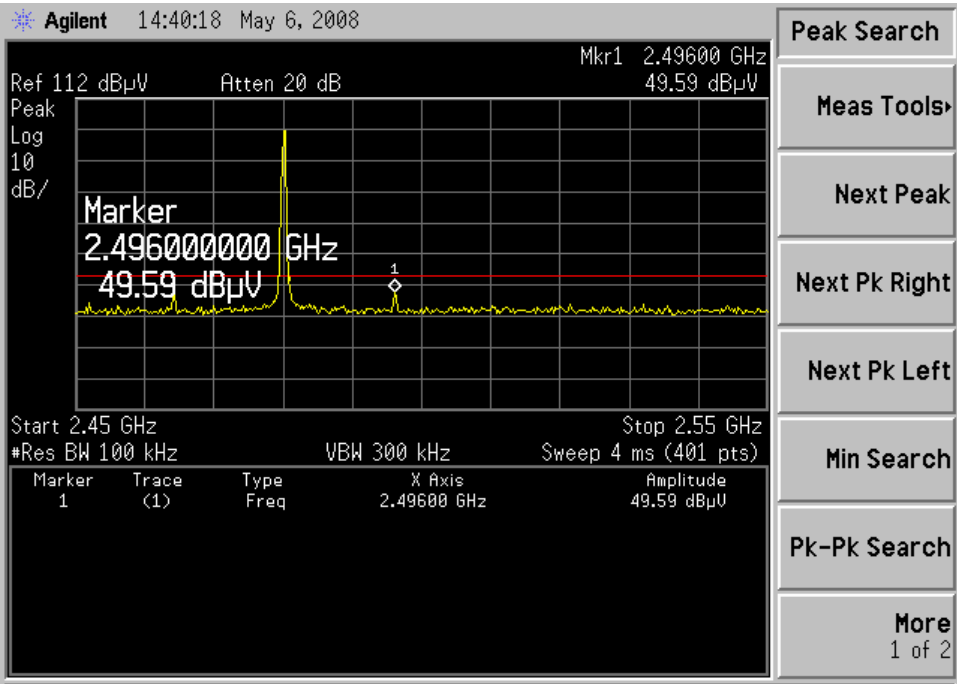 Agilent 14:40:18 May 6, 2008
Mkr1 2.49600 GHz
Ref 112 dBµV Atten 20 dB 49.59 dBµV
Peak
Log
10
dB/
Marker
2.496000000 GHz
49.59 dBµV
1
Start 2.45 GHz Stop 2.55 GHz
#Res BW 100 kHz VBW 300 kHz Sweep 4 ms (401 pts)
Marker Trace Type X Axis Amplitude
1 (1) Freq 2.49600 GHz 49.59 dBµV
Peak Search
Meas Tools
Next Peak
Next Pk Right
Next Pk Left
Min Search
Pk-Pk Search
More
1 of 2